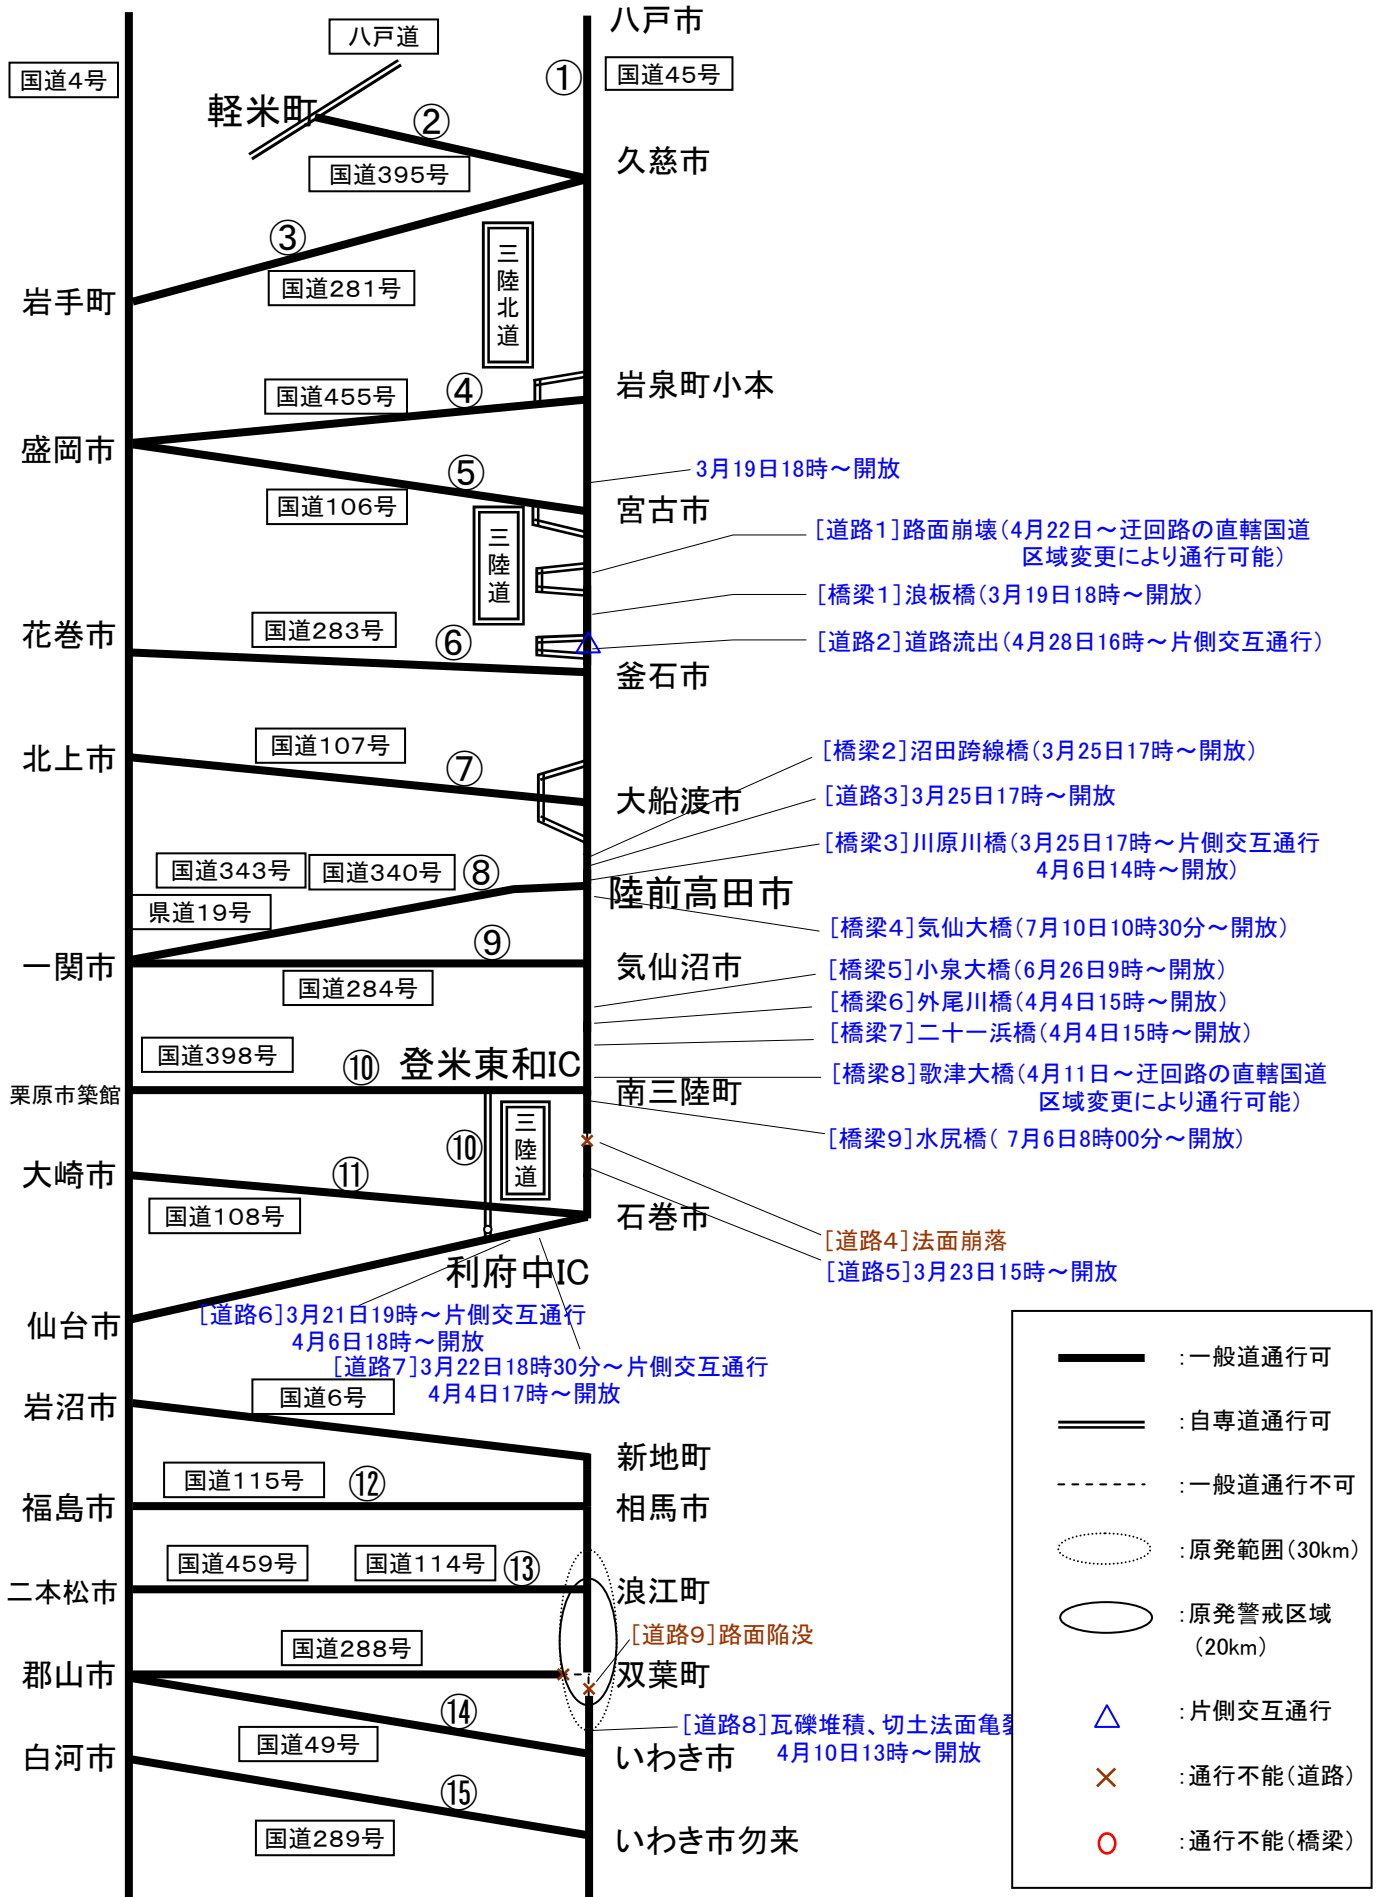 八戸市
八戸道
国道4号
①
国道45号
軽米町
②
久慈市
国道395号
③
三陸北道
国道281号
岩手町
岩泉町小本
国道455号
④
盛岡市
⑤
3月19日18時～開放
国道106号
宮古市
三陸道
[道路1]路面崩壊(4月22日～迂回路の直轄国道
区域変更により通行可能)
[橋梁1]浪板橋(3月19日18時～開放)
花巻市
国道283号
⑥
[道路2]道路流出(4月28日16時～片側交互通行)
釜石市
北上市
国道107号
⑦
[橋梁2]沼田跨線橋(3月25日17時～開放)
大船渡市
[道路3]3月25日17時～開放
[橋梁3]川原川橋(3月25日17時～片側交互通行
4月6日14時～開放)
国道343号
国道340号
⑧
陸前高田市
県道19号
[橋梁4]気仙大橋(7月10日10時30分～開放)
⑨
一関市
気仙沼市
[橋梁5]小泉大橋(6月26日9時～開放)
国道284号
[橋梁6]外尾川橋(4月4日15時～開放)
[橋梁7]二十一浜橋(4月4日15時～開放)
国道398号
⑩
登米東和IC
[橋梁8]歌津大橋(4月11日～迂回路の直轄国道
区域変更により通行可能)
栗原市築館
南三陸町
三陸道
⑩
[橋梁9]水尻橋( 7月6日8時00分～開放)
大崎市
⑪
国道108号
石巻市
[道路4]法面崩落
利府中IC
[道路5]3月23日15時～開放
仙台市
[道路6]3月21日19時～片側交互通行
4月6日18時～開放
[道路7]3月22日18時30分～片側交互通行
4月4日17時～開放
国道6号
岩沼市
新地町
国道115号
⑫
福島市
相馬市
国道459号
国道114号
⑬
二本松市
浪江町
国道288号
[道路9]路面陥没
郡山市
双葉町
⑭
[道路8]瓦礫堆積、切土法面亀裂
4月10日13時～開放
国道49号
白河市
いわき市
⑮
国道289号
いわき市勿来
:一般道通行可
:自専道通行可
:一般道通行不可
:原発範囲(30km)
:原発警戒区域
(20km)
:片側交互通行
:通行不能(道路)
:通行不能(橋梁)